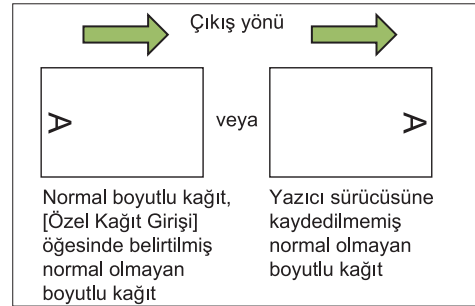 Çıkış yönü
A
veya
A
Normal boyutlu kağıt,
[Özel Kağıt Girişi]
öğesinde belirtilmiş
normal olmayan
boyutlu kağıt
Yazıcı sürücüsüne
kaydedilmemiş
normal olmayan
boyutlu kağıt